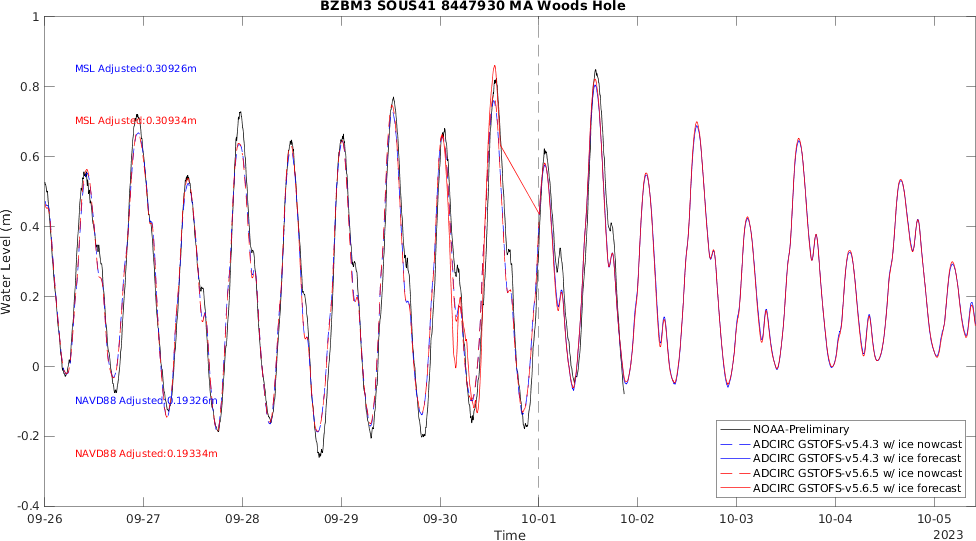 BZBM3 SOUS41 8447930 MA Woods Hole
1
0.8
0.6
0.4
0.2
0
-0.2
-0.4
Water Level (m)
MSL Adjusted:0.30926m
MSL Adjusted:0.30934m
NAVD88 Adjusted:0.19326m
NAVD88 Adjusted:0.19334m
NOAA-Preliminary
ADCIRC GSTOFS-v5.4.3 w/ ice nowcast
ADCIRC GSTOFS-v5.4.3 w/ ice forecast
ADCIRC GSTOFS-v5.6.5 w/ ice nowcast
ADCIRC GSTOFS-v5.6.5 w/ ice forecast
09-26 09-27 09-28 09-29 09-30 10-01 10-02 10-03 10-04 10-05
Time
2023